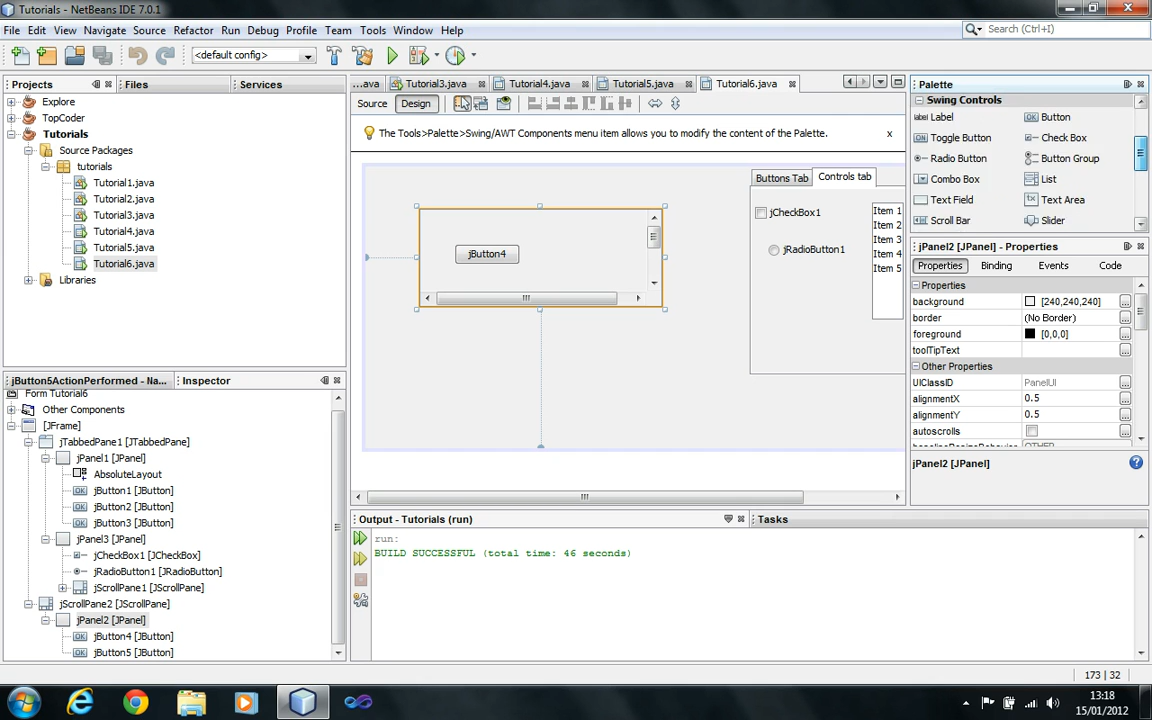 Tutorials - NetBeans IDE 7.0.1
File Edit View Navigate Source Refactor Run Debug Profile Team Tools Window Help
Search (Ctrl+I)
<default config>
Projects Files Services
Explore
TopCoder
Tutorials
Source Packages
tutorials
Tutorial1.java
Tutorial2.java
Tutorial3.java
Tutorial4.java
Tutorial5.java
Tutorial6.java
Libraries
jButton5ActionPerformed - Na... Inspector
Form Tutorial6
Other Components
[JFrame]
jTabbedPane1 [JTabbedPane]
jPanel1 [JPanel]
AbsoluteLayout
jButton1 [JButton]
jButton2 [JButton]
jButton3 [JButton]
jPanel3 [JPanel]
jCheckBox1 [JCheckBox]
jRadioButton1 [JRadioButton]
jScrollPane1 [JScrollPane]
jScrollPane2 [JScrollPane]
jPanel2 [JPanel]
jButton4 [JButton]
jButton5 [JButton]
...ava Tutorial3.java Tutorial4.java Tutorial5.java Tutorial6.java
Source Design
The Tools>Palette>Swing/AWT Components menu item allows you to modify the content of the Palette. x
Buttons Tab Controls tab
jButton4
jCheckBox1
jRadioButton1
Item 1
Item 2
Item 3
Item 4
Item 5
Output - Tutorials (run) Tasks
run:
BUILD SUCCESSFUL (total time: 46 seconds)
Palette
Swing Controls
Label Button
Toggle Button Check Box
Radio Button Button Group
Combo Box List
Text Field Text Area
Scroll Bar Slider
jPanel2 [JPanel] - Properties
Properties Binding Events Code
Properties
background [240,240,240] ...
border (No Border) ...
foreground [0,0,0] ...
toolTipText ...
Other Properties
UIClassID PanelUI ...
alignmentX 0.5 ...
alignmentY 0.5 ...
autoscrolls ...
jPanel2 [JPanel]
173 | 32
13:18
15/01/2012